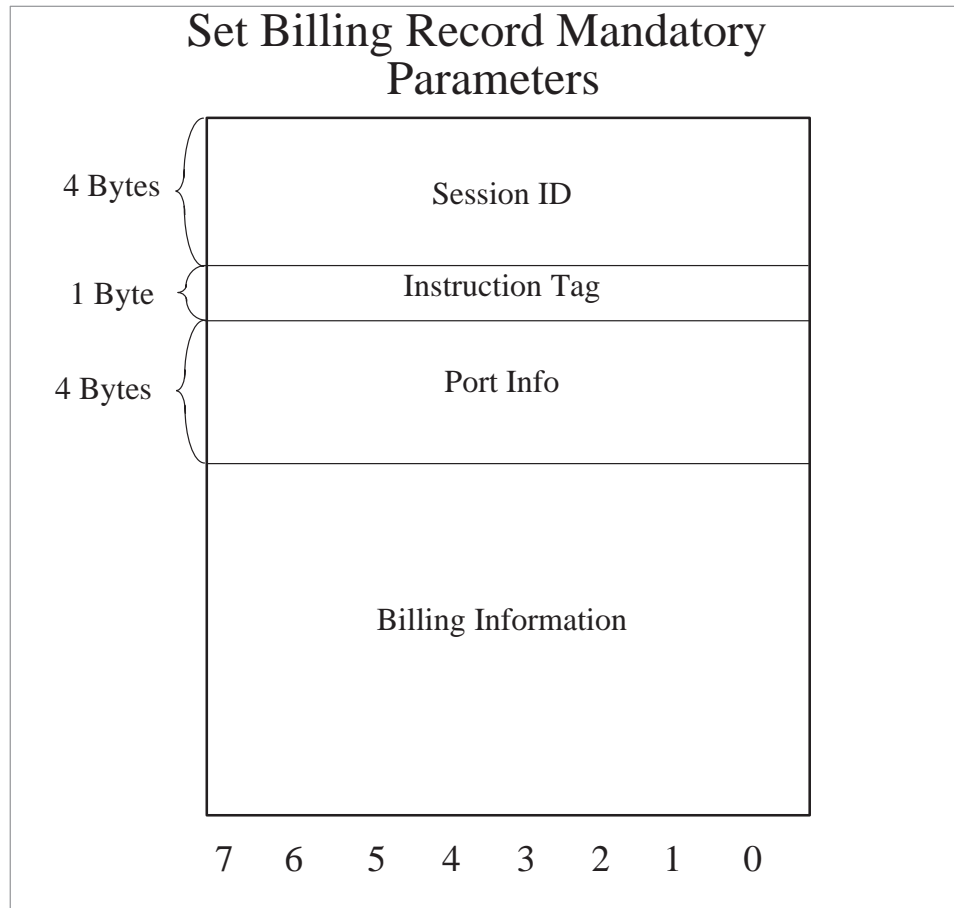 Set Billing Record Mandatory
Parameters
4 Bytes
Session ID
1 Byte
Instruction Tag
4 Bytes
Port Info
Billing Information
7 6 5 4 3 2 1 0